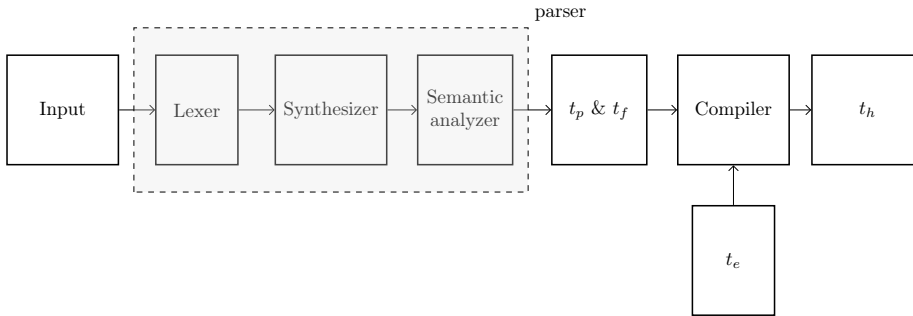 parser
Input
Lexer
Synthesizer
Semantic
analyzer
t_p & t_f
Compiler
t_h
t_e